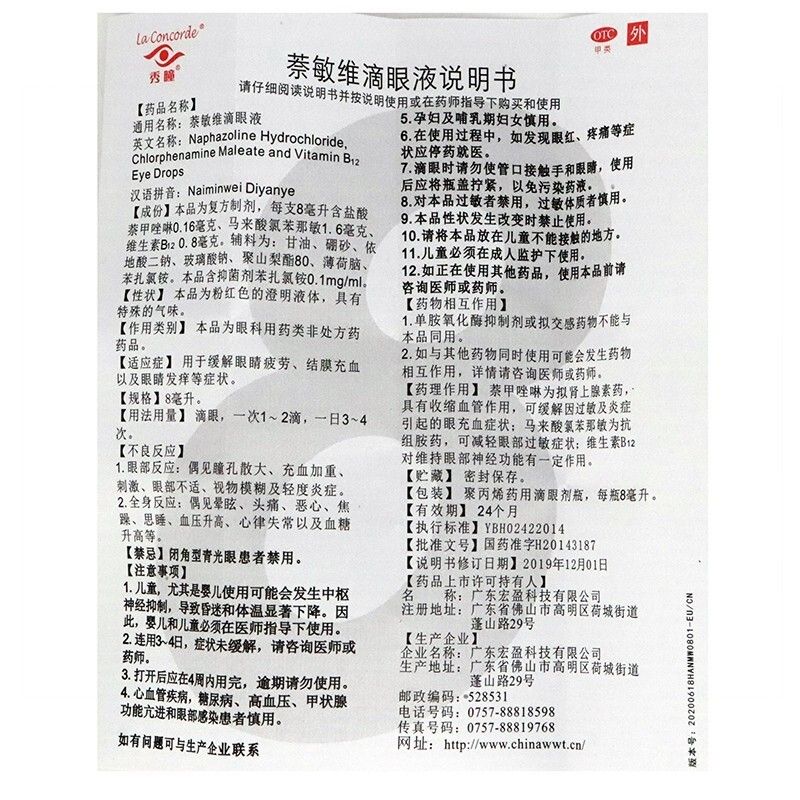 La Concorde®
秀瞳®
OTC
甲类
外
萘敏维滴眼液说明书
请仔细阅读说明书并按说明使用或在药师指导下购买和使用
【药品名称】
通用名称：萘敏维滴眼液
英文名称：Naphazoline Hydrochloride,
Chlorphenamine Maleate and Vitamin B12
Eye Drops
汉语拼音：Naiminwei Diyanye
【成份】本品为复方制剂，每支8毫升含盐酸
萘甲唑啉0.16毫克、马来酸氯苯那敏1.6毫克、
维生素B12 0.8毫克。辅料为：甘油、硼砂、依
地酸二钠、玻璃酸钠、聚山梨酯80、薄荷脑、
苯扎氯铵。本品含抑菌剂苯扎氯铵0.1mg/ml。
【性状】 本品为粉红色的澄明液体，具有
特殊的气味。
【作用类别】 本品为眼科用药类非处方药
药品。
【适应症】 用于缓解眼睛疲劳、结膜充血
以及眼睛发痒等症状。
【规格】8毫升。
【用法用量】 滴眼，一次1～2滴，一日3～4
次。
【不良反应】
1.眼部反应：偶见瞳孔散大、充血加重、
刺激、眼部不适、视物模糊及轻度炎症。
2.全身反应：偶见晕眩、头痛、恶心、焦
躁、思睡、血压升高、心律失常以及血糖
升高等。
【禁忌】闭角型青光眼患者禁用。
【注意事项】
1.儿童，尤其是婴儿使用可能会发生中枢
神经抑制，导致昏迷和体温显著下降。因
此，婴儿和儿童必须在医师指导下使用。
2.连用3~4日，症状未缓解，请咨询医师或
药师。
3.打开后应在4周内用完，逾期请勿使用。
4.心血管疾病，糖尿病、高血压、甲状腺
功能亢进和眼部感染患者慎用。
如有问题可与生产企业联系
5.孕妇及哺乳期妇女慎用。
6.在使用过程中，如发现眼红、疼痛等症
状应停药就医。
7.滴眼时请勿使管口接触手和眼睛，使用
后应将瓶盖拧紧，以免污染药液。
8.对本品过敏者禁用，过敏体质者慎用。
9.本品性状发生改变时禁止使用。
10.请将本品放在儿童不能接触的地方。
11.儿童必须在成人监护下使用。
12.如正在使用其他药品，使用本品前请
咨询医师或药师。
【药物相互作用】
1.单胺氧化酶抑制剂或拟交感药物不能与
本品同用。
2.如与其他药物同时使用可能会发生药物
相互作用，详情请咨询医师或药师。
【药理作用】 萘甲唑啉为拟肾上腺素药，
具有收缩血管作用，可缓解因过敏及炎症
引起的眼充血症状；马来酸氯苯那敏为抗
组胺药，可减轻眼部过敏症状；维生素B12
对维持眼部神经功能有一定作用。
【贮藏】 密封保存。
【包装】 聚丙烯药用滴眼剂瓶，每瓶8毫升。
【有效期】 24个月
【执行标准】YBH02422014
【批准文号】国药准字H20143187
【说明书修订日期】2019年12月01日
【药品上市许可持有人】
名 称：广东宏盈科技有限公司
注册地址：广东省佛山市高明区荷城街道
蓬山路29号
【生产企业】
企业名称：广东宏盈科技有限公司
生产地址：广东省佛山市高明区荷城街道
蓬山路29号
邮政编码：528531
电话号码：0757-88818598
传真号码：0757-88819768
网址：http://www.chinawwt.cn/
版本号：20200618HANMW0801-EU/CN